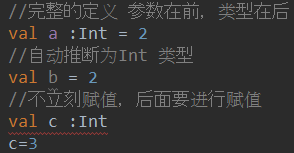 //完整的定义 参数在前，类型在后
val a :Int = 2
//自动推断为Int 类型
val b = 2
//不立刻赋值，后面要进行赋值
val c :Int
c=3